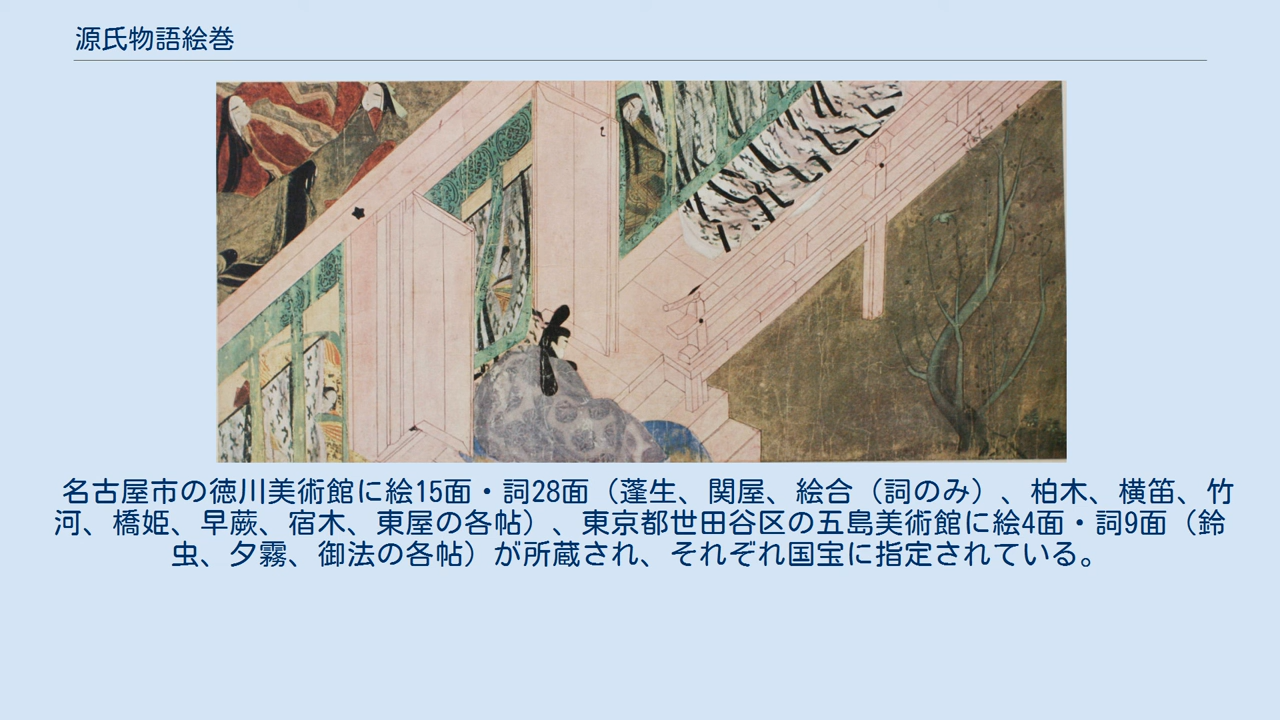 源氏物語絵巻
名古屋市の徳川美術館に絵15面・詞28面（蓬生、関屋、絵合（詞のみ）、柏木、横笛、竹
河、橋姫、早蕨、宿木、東屋の各帖）、東京都世田谷区の五島美術館に絵4面・詞9面（鈴
虫、夕霧、御法の各帖）が所蔵され、それぞれ国宝に指定されている。